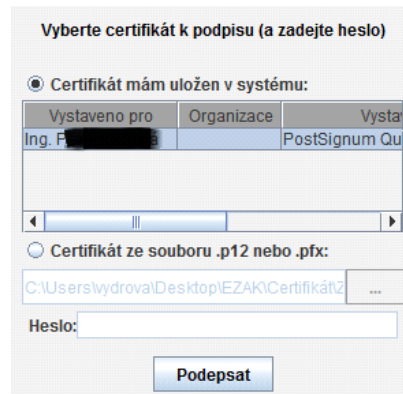 Vyberte certifikát k podpisu (a zadejte heslo)
Certifikát mám uložen v systému:
Vystaveno pro Organizace Vysta
Ing. PostSignum Qu
Certifikát ze souboru .p12 nebo .pfx:
C:\Users\vydrova\Desktop\EZAK\Certifikát\Z ...
Heslo:
Podepsat